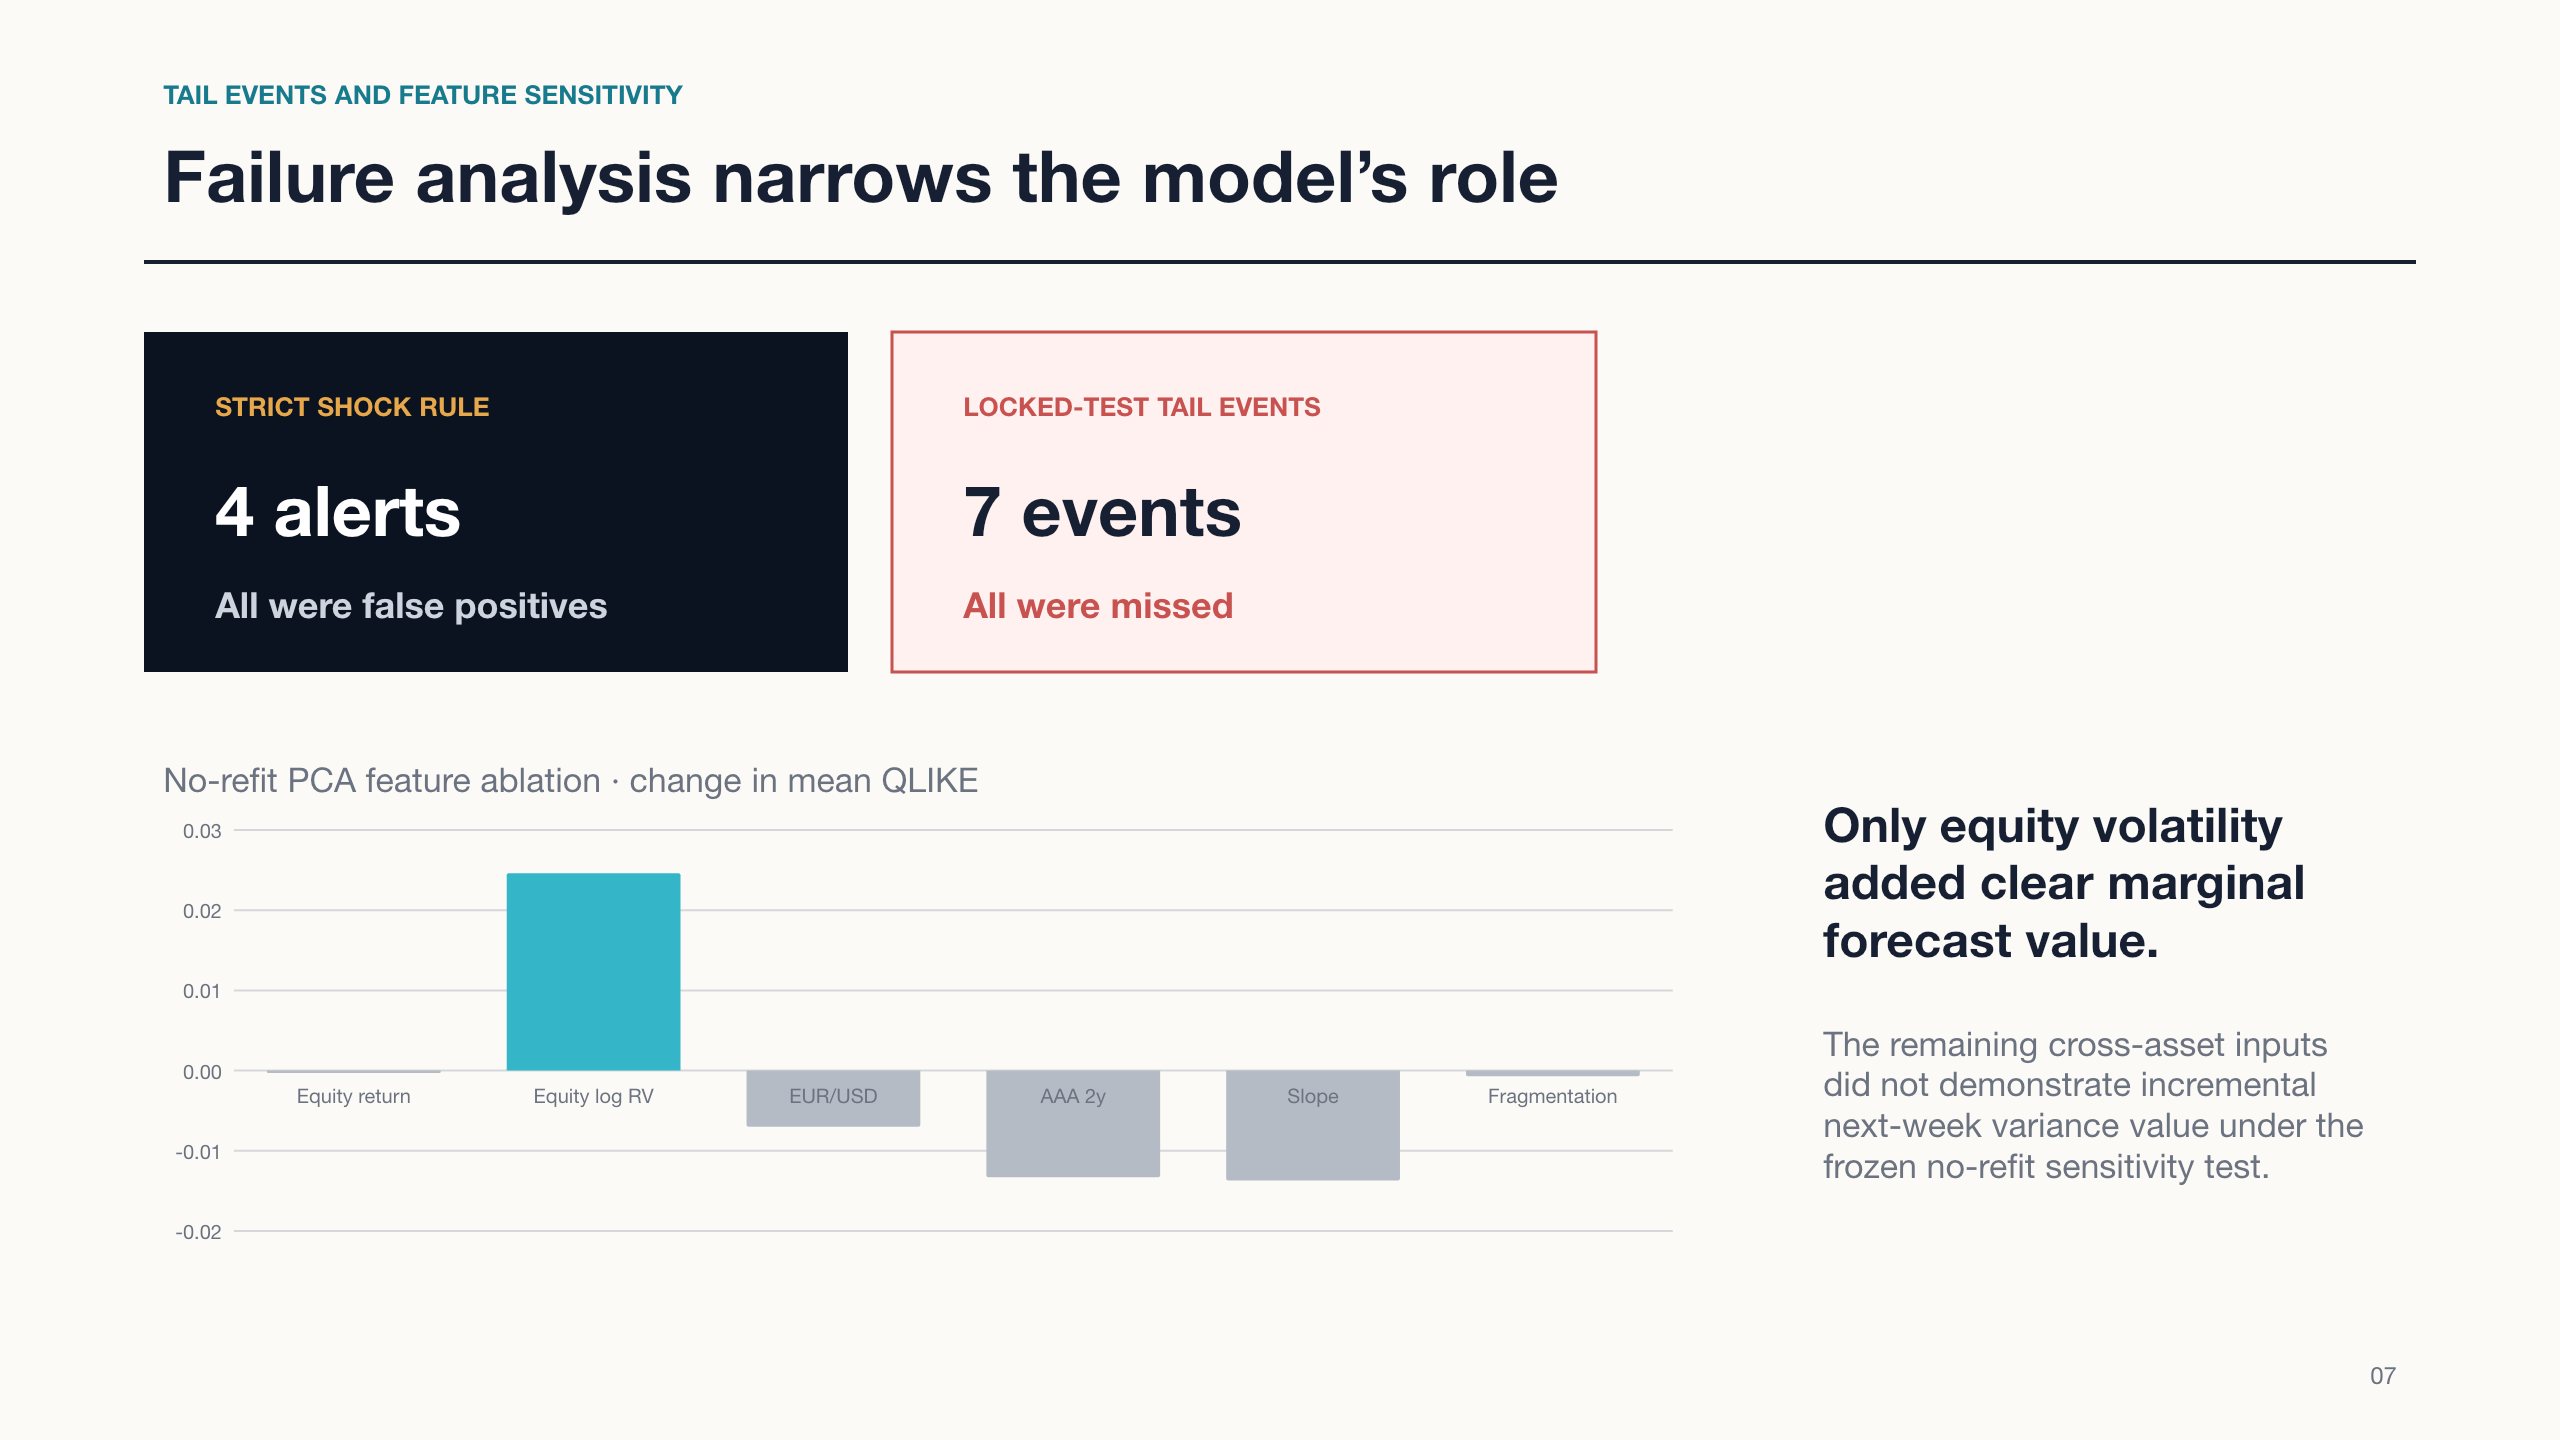 TAIL EVENTS AND FEATURE SENSITIVITY
Failure analysis narrows the model’s role
STRICT SHOCK RULE
4 alerts
All were false positives
LOCKED-TEST TAIL EVENTS
7 events
All were missed
No-refit PCA feature ablation · change in mean QLIKE
0.03
0.02
0.01
0.00
-0.01
-0.02
Equity return
Equity log RV
EUR/USD
AAA 2y
Slope
Fragmentation
Only equity volatility
added clear marginal
forecast value.
The remaining cross-asset inputs
did not demonstrate incremental
next-week variance value under the
frozen no-refit sensitivity test.
07